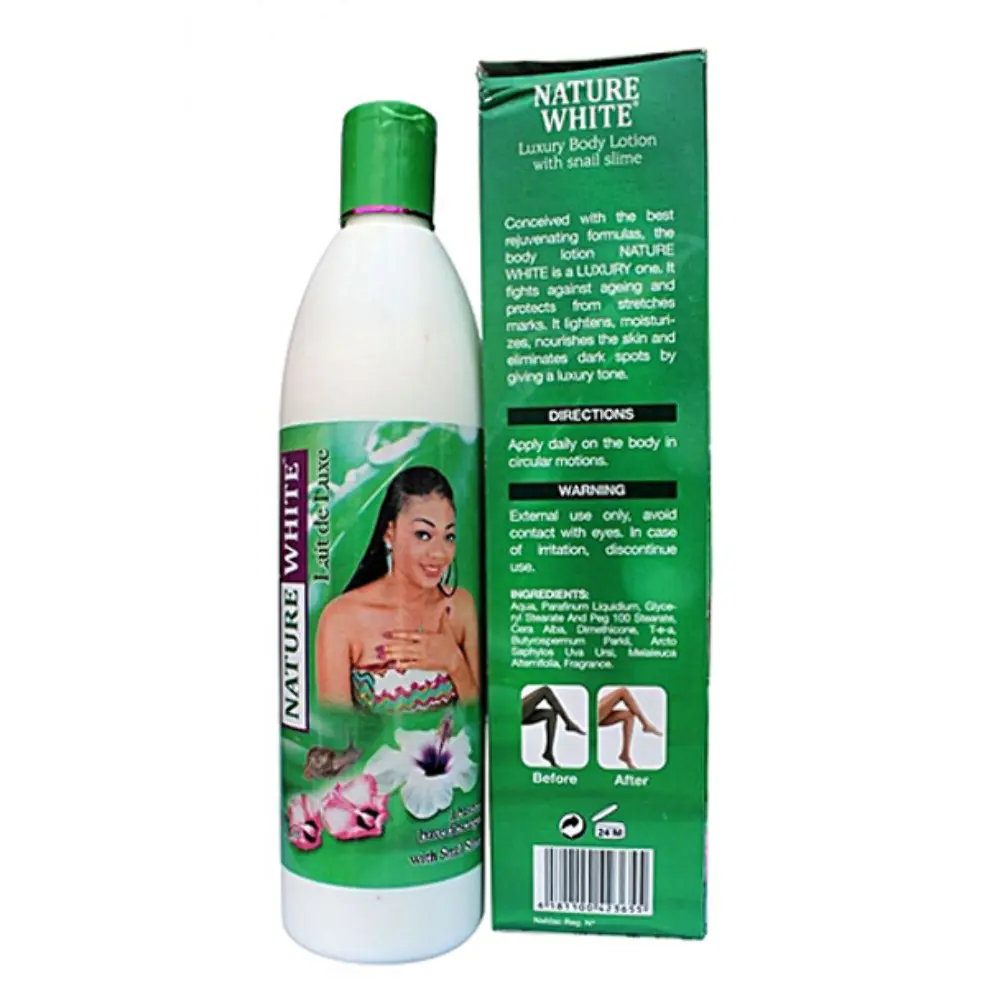 NATURE WHITE®
Lait de Luxe
with Snail
NATURE
WHITE®
Luxury Body Lotion
with snail slime
Conceived with the best
rejuvenating formulas, the
body lotion NATURE
WHITE is a LUXURY one. It
fights against ageing and
protects from stretches
marks. It lightens, moisturi-
zes, nourishes the skin and
eliminates dark spots by
giving a luxury tone.
DIRECTIONS
Apply daily on the body in
circular motions.
WARNING
External use only, avoid
contact with eyes. In case
of irritation, discontinue
use.
INGREDIENTS:
Aqua, Parafinum Liquidium, Glyce-
ryl Stearate And Peg 100 Stearate,
Cera Alba, Dimethicone, T-e-a,
Butyrospermum Parkii, Arcto
Saphylos Uva Ursi, Melaleuca
Alternifolia, Fragrance.
Before After
24 M
6 181100 423655
Nafdac Reg. N°